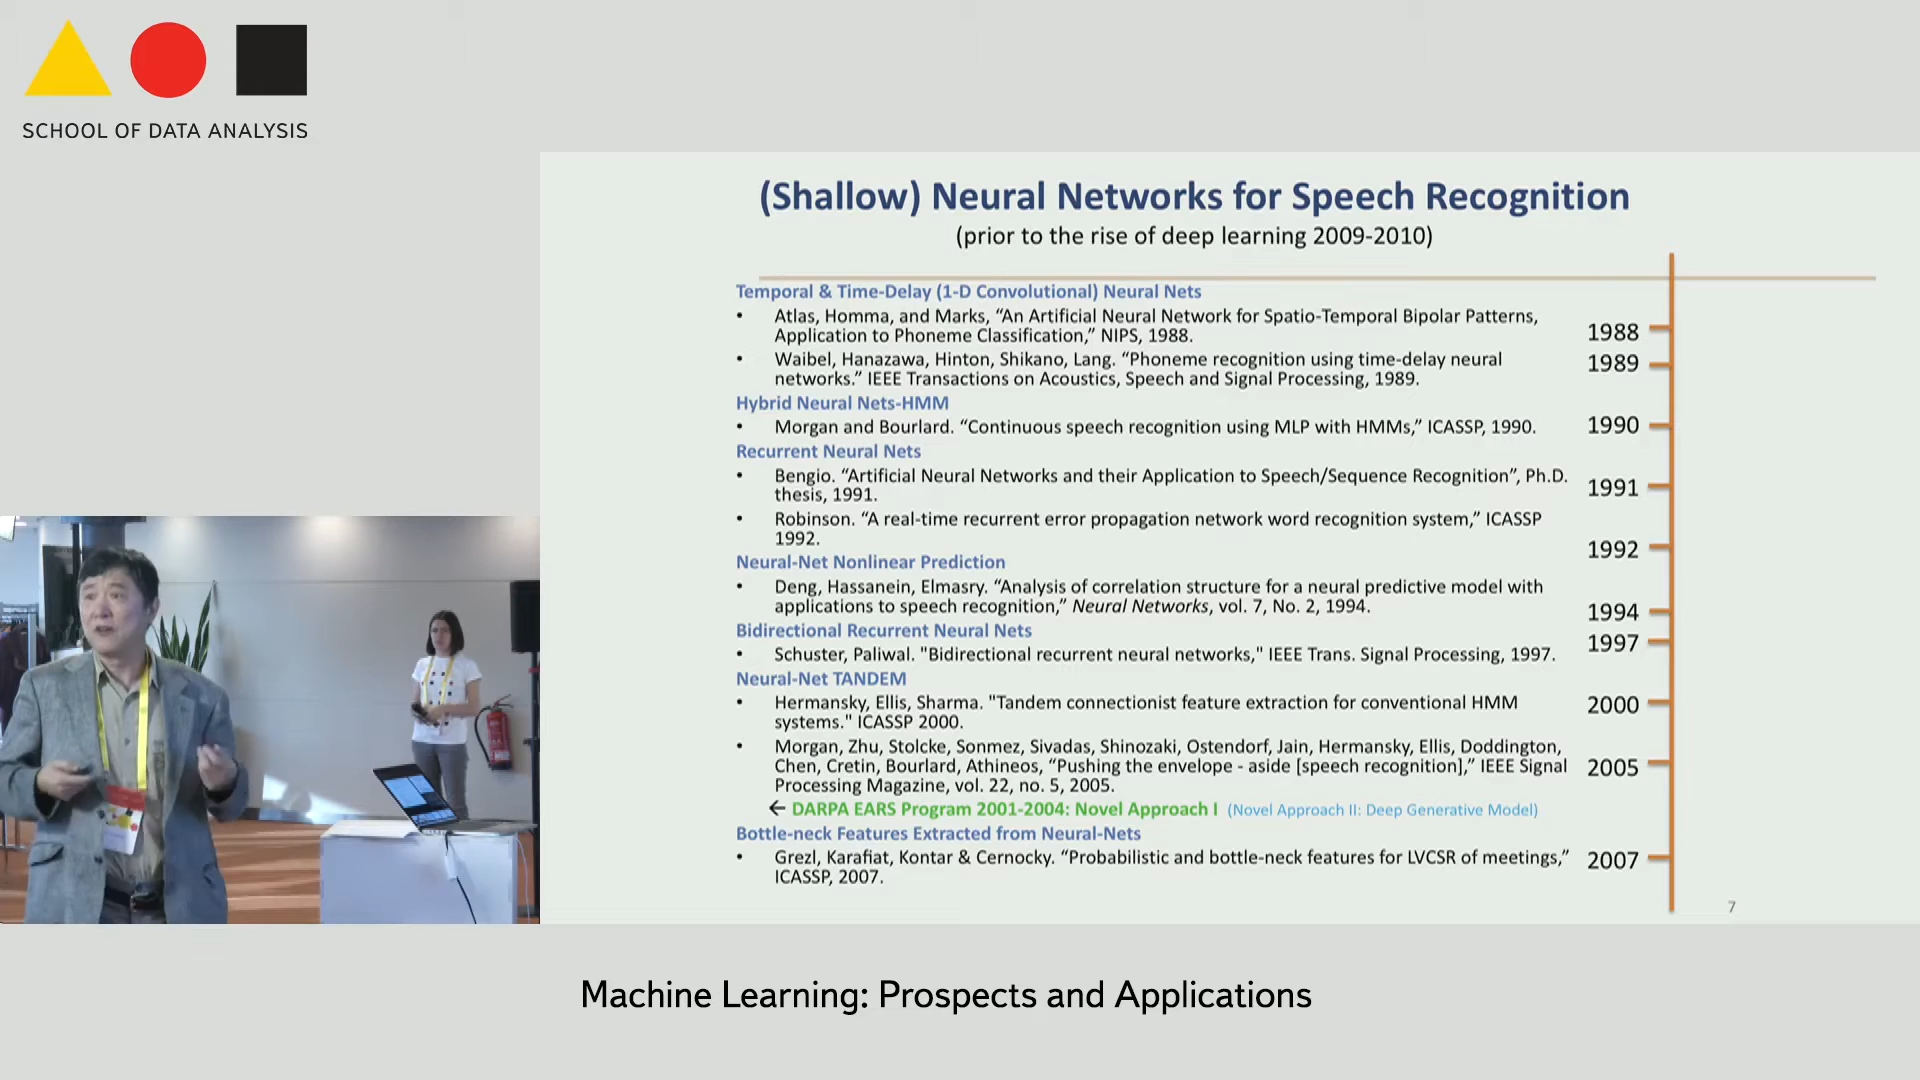 SCHOOL OF DATA ANALYSIS
(Shallow) Neural Networks for Speech Recognition
(prior to the rise of deep learning 2009-2010)
Temporal & Time-Delay (1-D Convolutional) Neural Nets
• Atlas, Homma, and Marks, “An Artificial Neural Network for Spatio-Temporal Bipolar Patterns,
Application to Phoneme Classification,” NIPS, 1988.
1988
• Waibel, Hanazawa, Hinton, Shikano, Lang. “Phoneme recognition using time-delay neural
networks.” IEEE Transactions on Acoustics, Speech and Signal Processing, 1989.
1989
Hybrid Neural Nets-HMM
• Morgan and Bourlard. “Continuous speech recognition using MLP with HMMs,” ICASSP, 1990.
1990
Recurrent Neural Nets
• Bengio. “Artificial Neural Networks and their Application to Speech/Sequence Recognition”, Ph.D.
thesis, 1991.
1991
• Robinson. “A real-time recurrent error propagation network word recognition system,” ICASSP
1992.
1992
Neural-Net Nonlinear Prediction
• Deng, Hassanein, Elmasry. “Analysis of correlation structure for a neural predictive model with
applications to speech recognition,” Neural Networks, vol. 7, No. 2, 1994.
1994
Bidirectional Recurrent Neural Nets
• Schuster, Paliwal. "Bidirectional recurrent neural networks," IEEE Trans. Signal Processing, 1997.
1997
Neural-Net TANDEM
• Hermansky, Ellis, Sharma. "Tandem connectionist feature extraction for conventional HMM
systems." ICASSP 2000.
2000
• Morgan, Zhu, Stolcke, Sonmez, Sivadas, Shinozaki, Ostendorf, Jain, Hermansky, Ellis, Doddington,
Chen, Cretin, Bourlard, Athineos, “Pushing the envelope - aside [speech recognition],” IEEE Signal
Processing Magazine, vol. 22, no. 5, 2005.
2005
← DARPA EARS Program 2001-2004: Novel Approach I (Novel Approach II: Deep Generative Model)
Bottle-neck Features Extracted from Neural-Nets
• Grezl, Karafiat, Kontar & Cernocky. “Probabilistic and bottle-neck features for LVCSR of meetings,”
ICASSP, 2007.
2007
7
Machine Learning: Prospects and Applications